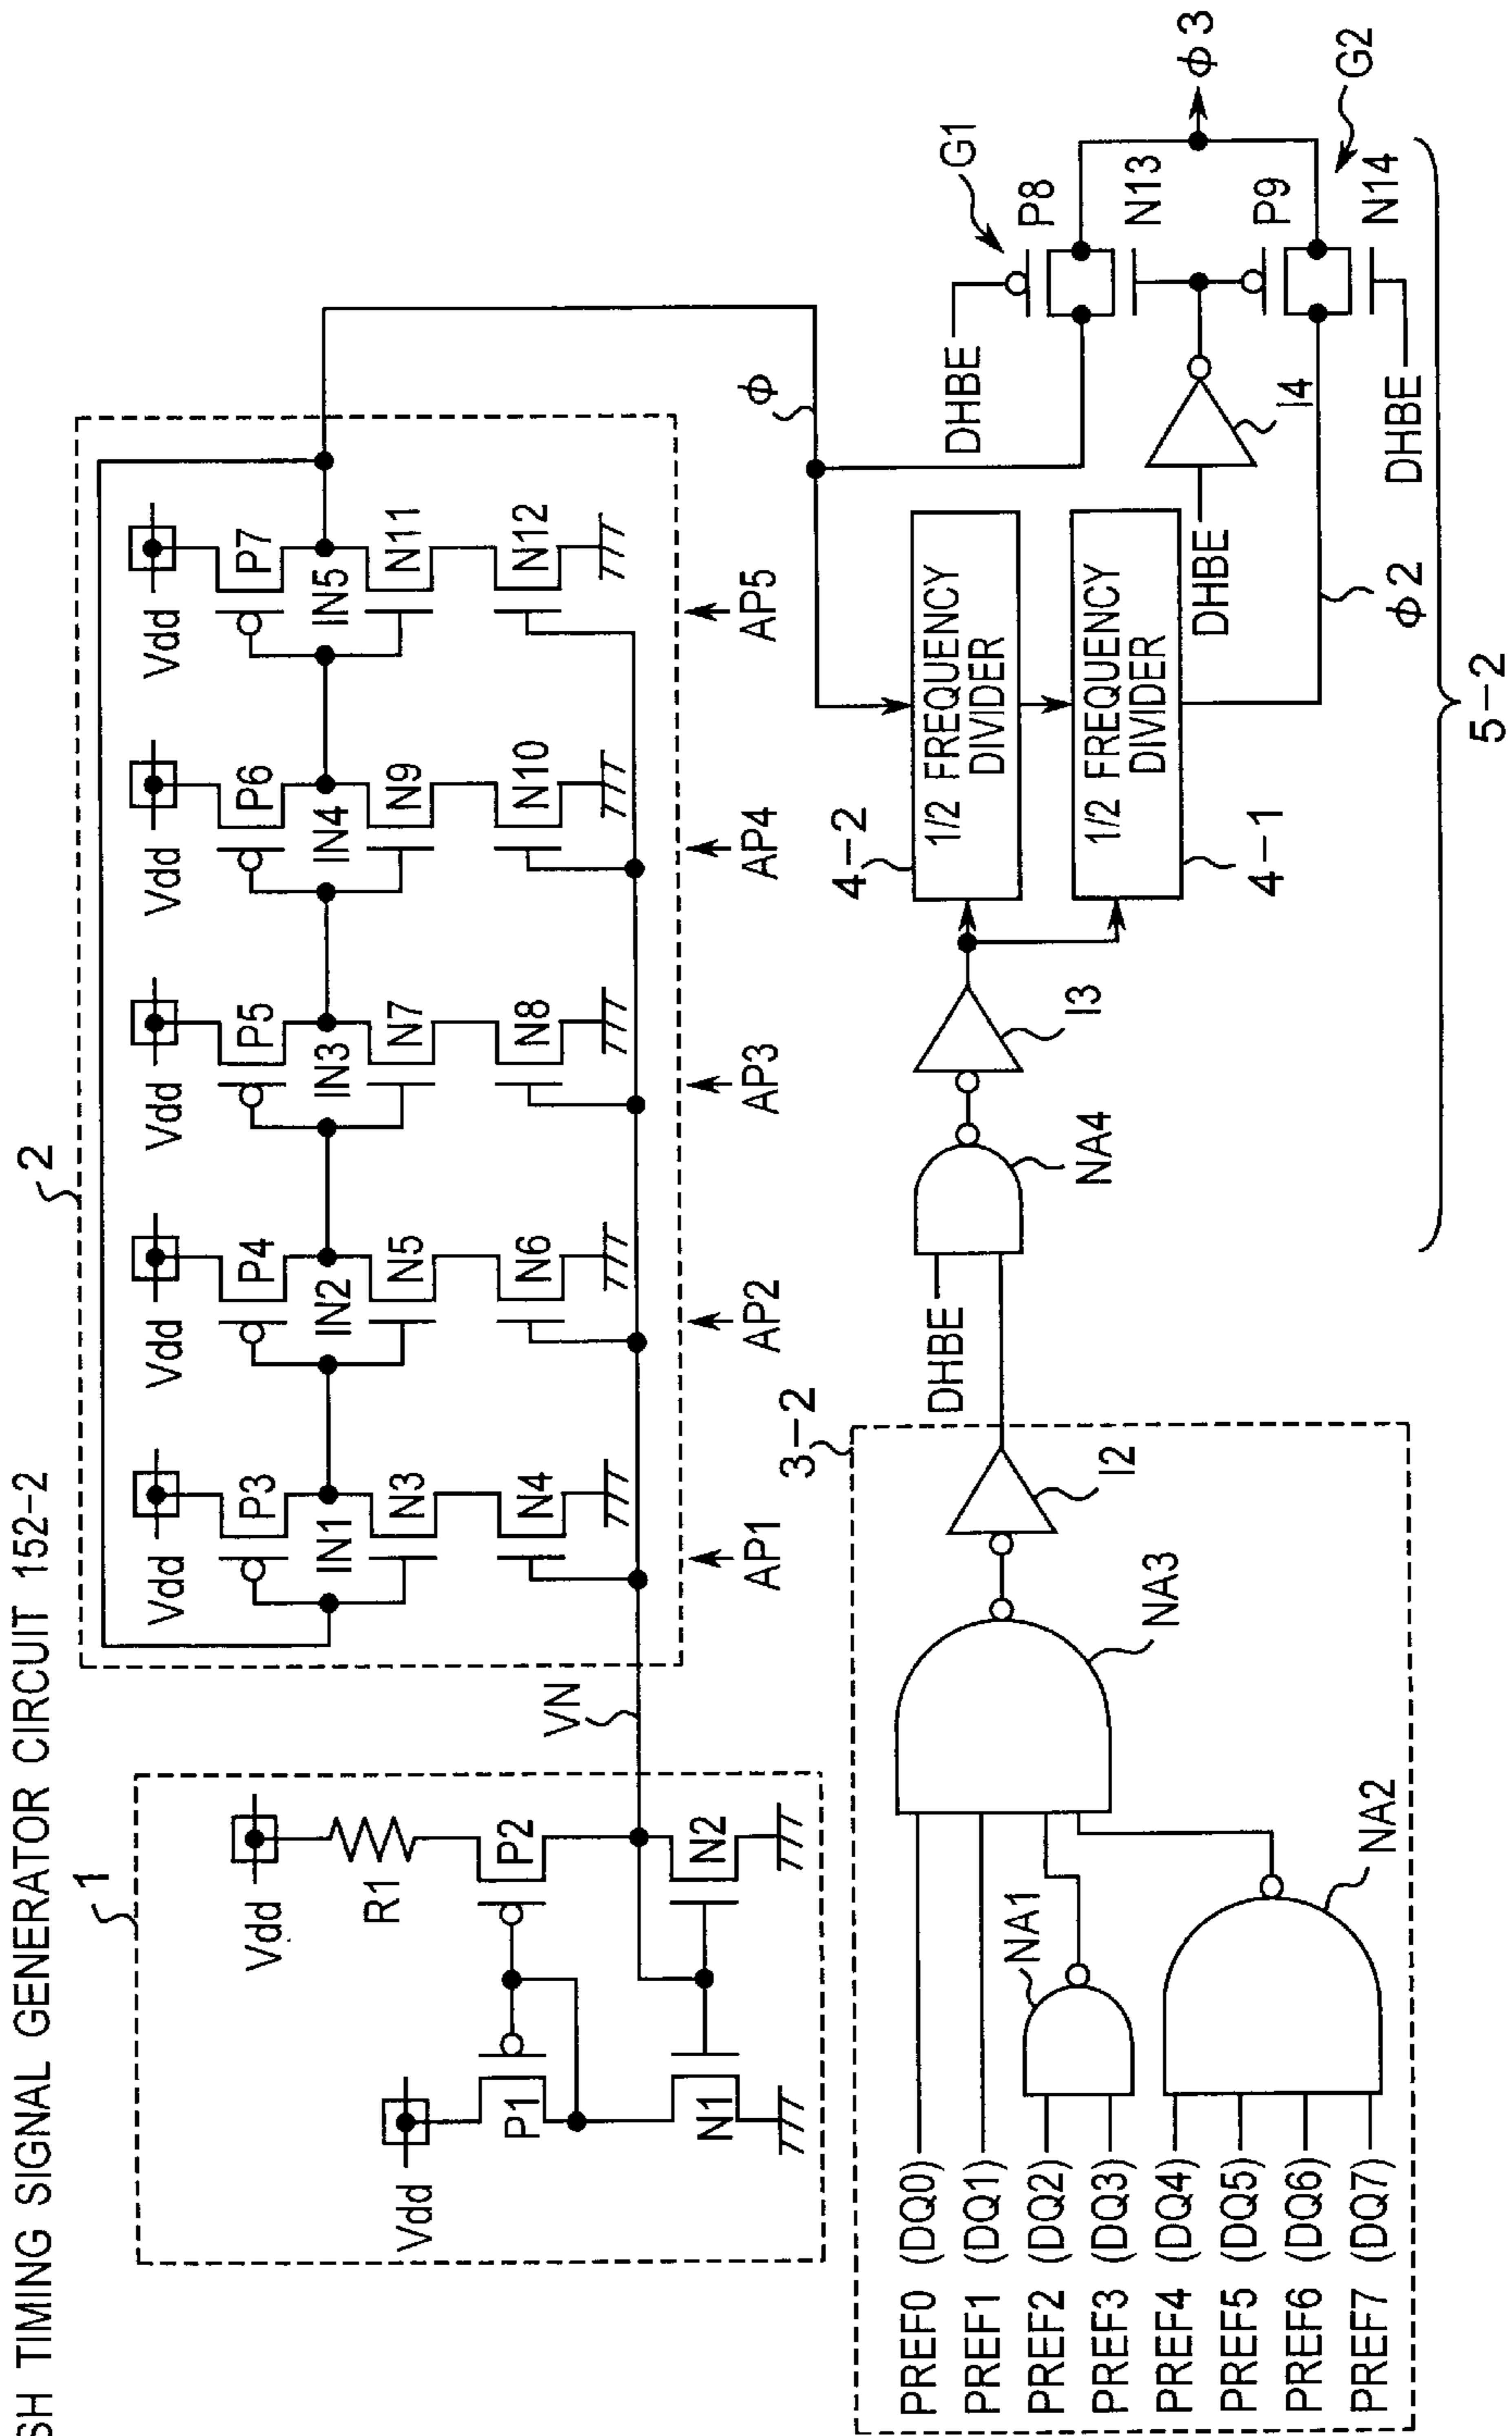 SH TIMING SIGNAL GENERATOR CIRCUIT 152-2
1
Vdd
Vdd
R1
P1
P2
N1
N2
VN
2
Vdd
Vdd
Vdd
Vdd
Vdd
P3
P4
P5
P6
P7
IN1
IN2
IN3
IN4
IN5
N3
N5
N7
N9
N11
N4
N6
N8
N10
N12
AP1
AP2
AP3
AP4
AP5
3-2
PREF0 (DQ0)
PREF1 (DQ1)
PREF2 (DQ2)
PREF3 (DQ3)
PREF4 (DQ4)
PREF5 (DQ5)
PREF6 (DQ6)
PREF7 (DQ7)
NA1
NA2
NA3
I2
DHBE
NA4
I3
4-2
1/2 FREQUENCY
DIVIDER
1/2 FREQUENCY
DIVIDER
4-1
ϕ
DHBE
G1
P8
N13
DHBE
I4
P9
N14
DHBE
ϕ2
G2
ϕ3
5-2